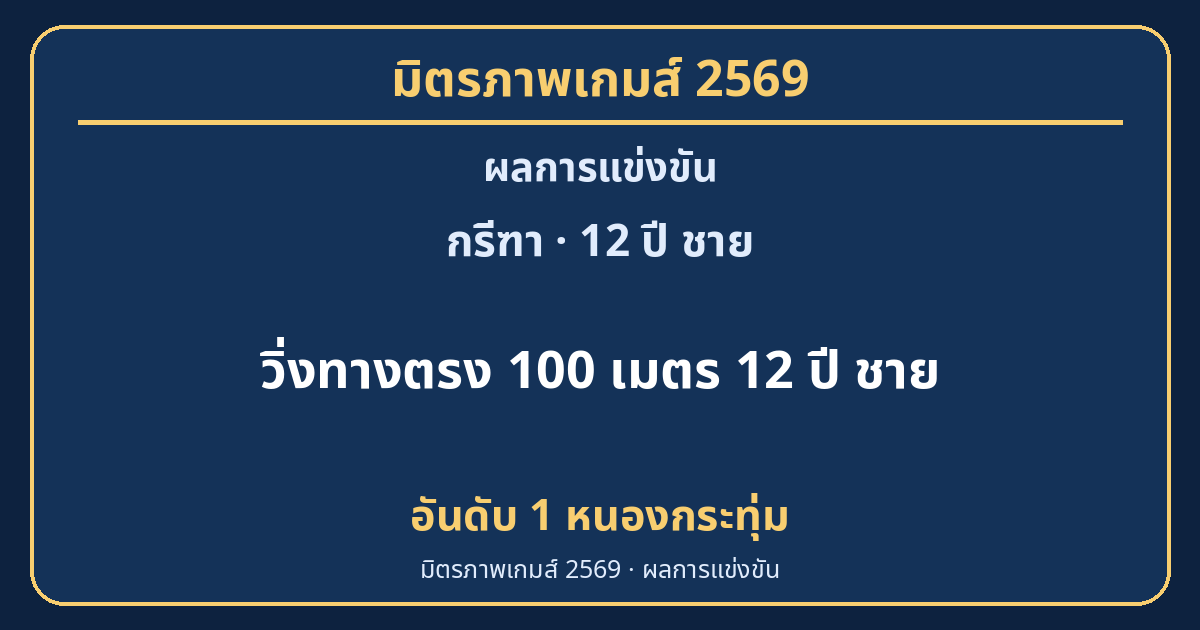 มิตรภาพเกมส์ 2569
ผลการแข่งขัน
กรีฑา · 12 ปี ชาย
วิ่งทางตรง 100 เมตร 12 ปี ชาย
อันดับ 1 หนองกระทุ่ม
มิตรภาพเกมส์ 2569 · ผลการแข่งขัน